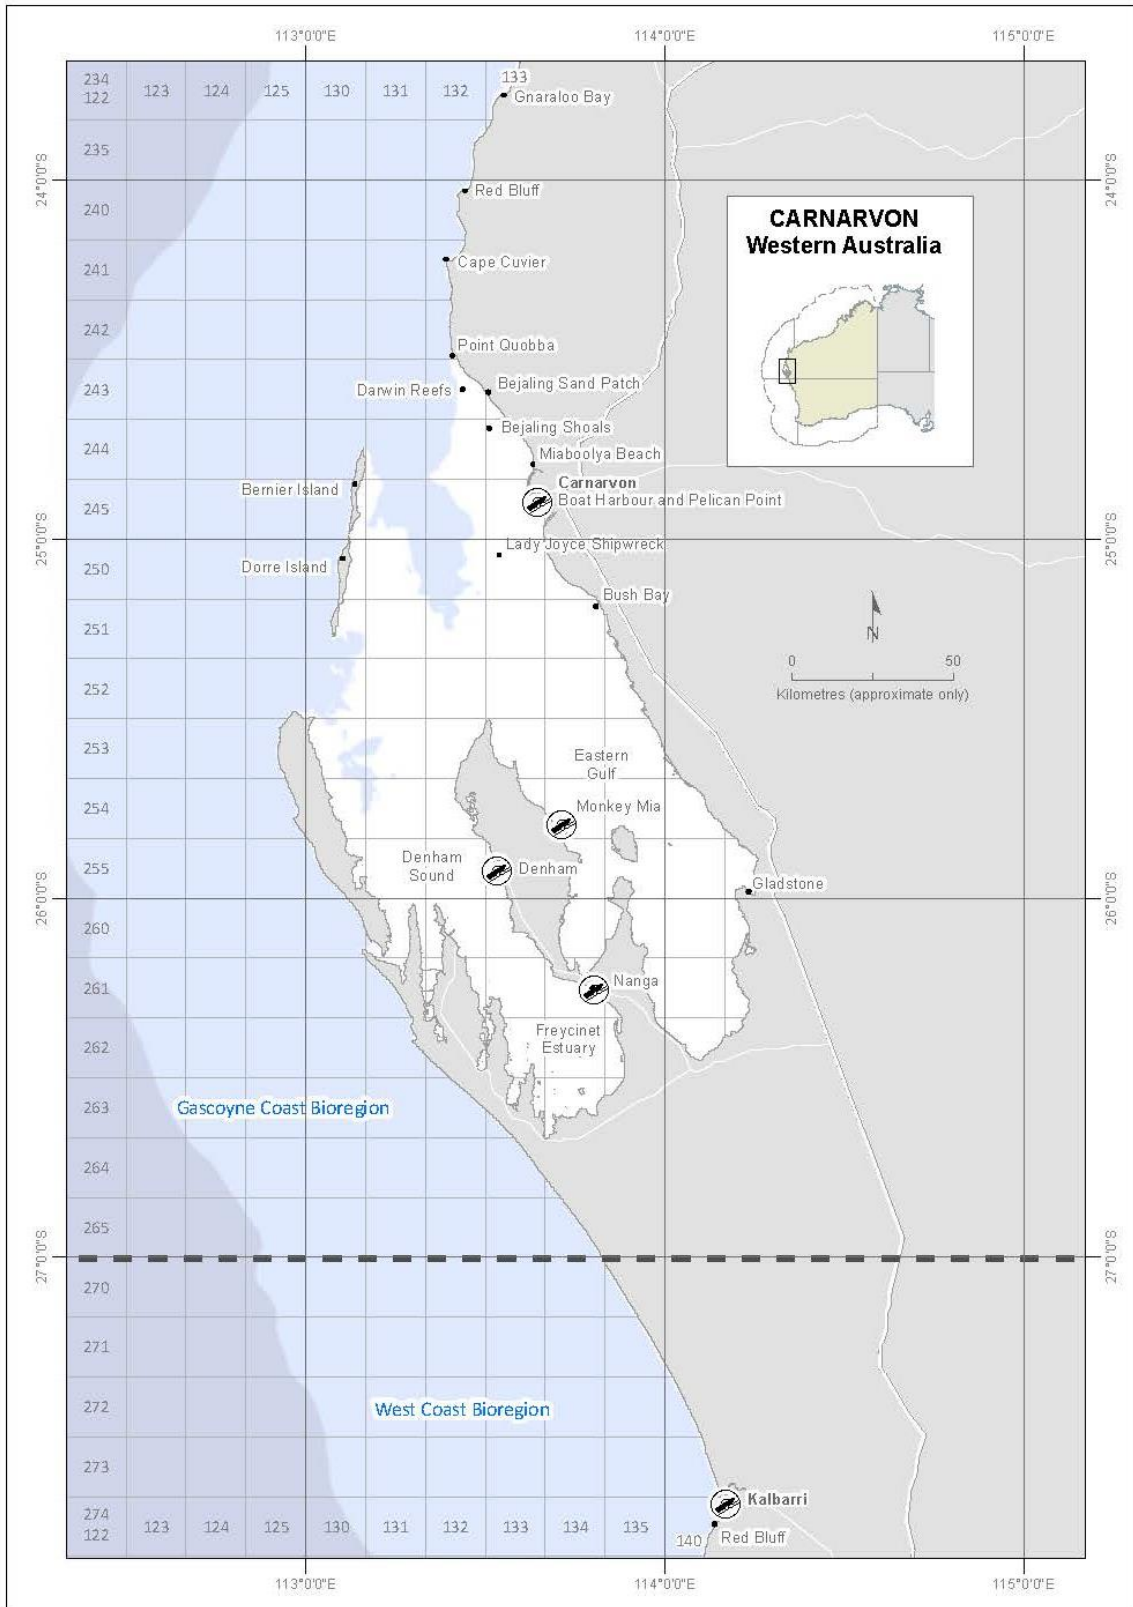 113°0'0"E
114°0'0"E
115°0'0"E
234
122
123
124
125
130
131
132
133
Gnaraloo Bay
235
24°0'0"S
24°0'0"S
Red Bluff
240
CARNARVON
Western Australia
241
Cape Cuvier
242
Point Quobba
243
Darwin Reefs
Bejaling Sand Patch
Bejaling Shoals
244
Miaboolya Beach
Carnarvon
Boat Harbour and Pelican Point
Bernier Island
245
25°0'0"S
25°0'0"S
Lady Joyce Shipwreck
250
Dorre Island
Bush Bay
251
N
0
50
Kilometres (approximate only)
252
253
Eastern
Gulf
254
Monkey Mia
Denham
Sound
255
Denham
Gladstone
26°0'0"S
26°0'0"S
260
261
Nanga
Freycinet
Estuary
262
263
Gascoyne Coast Bioregion
264
265
27°0'0"S
27°0'0"S
270
271
272
West Coast Bioregion
273
Kalbarri
274
122
123
124
125
130
131
132
133
134
135
140
Red Bluff
113°0'0"E
114°0'0"E
115°0'0"E